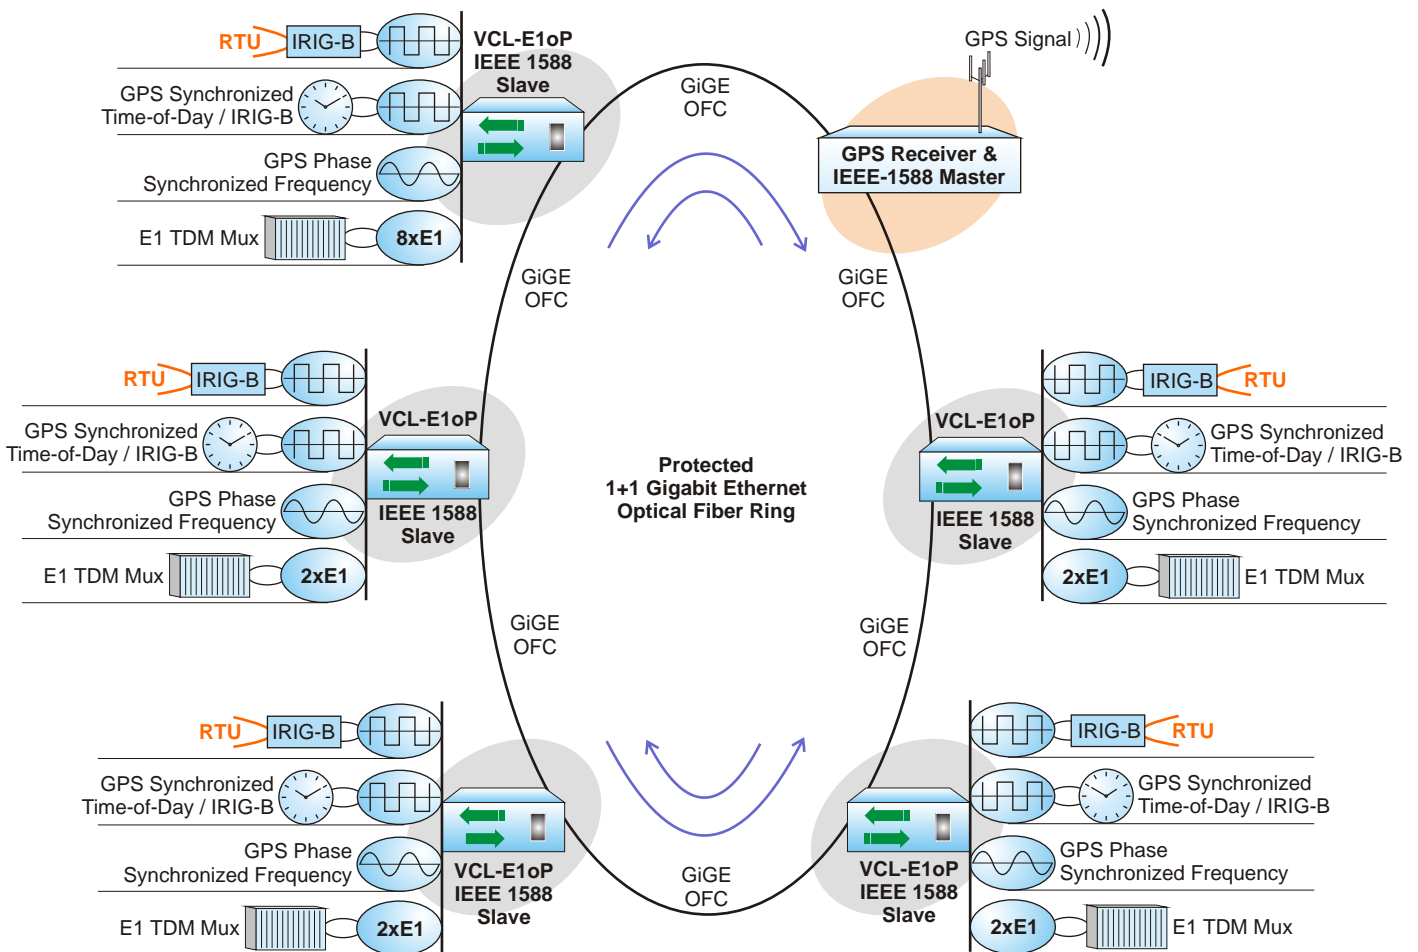 RTU
IRIG-B
GPS Synchronized
Time-of-Day / IRIG-B
GPS Phase
Synchronized Frequency
E1 TDM Mux
8xE1
VCL-E1oP
IEEE 1588
Slave
GiGE
OFC
GPS Signal
GPS Receiver &
IEEE-1588 Master
GiGE
OFC
GiGE
OFC
RTU
IRIG-B
GPS Synchronized
Time-of-Day / IRIG-B
GPS Phase
Synchronized Frequency
E1 TDM Mux
2xE1
VCL-E1oP
IEEE 1588
Slave
Protected
1+1 Gigabit Ethernet
Optical Fiber Ring
VCL-E1oP
IEEE 1588
Slave
IRIG-B
RTU
GPS Synchronized
Time-of-Day / IRIG-B
GPS Phase
Synchronized Frequency
2xE1
E1 TDM Mux
GiGE
OFC
GiGE
OFC
RTU
IRIG-B
GPS Synchronized
Time-of-Day / IRIG-B
GPS Phase
Synchronized Frequency
E1 TDM Mux
2xE1
VCL-E1oP
IEEE 1588
Slave
GiGE
OFC
VCL-E1oP
IEEE 1588
Slave
IRIG-B
RTU
GPS Synchronized
Time-of-Day / IRIG-B
GPS Phase
Synchronized Frequency
2xE1
E1 TDM Mux